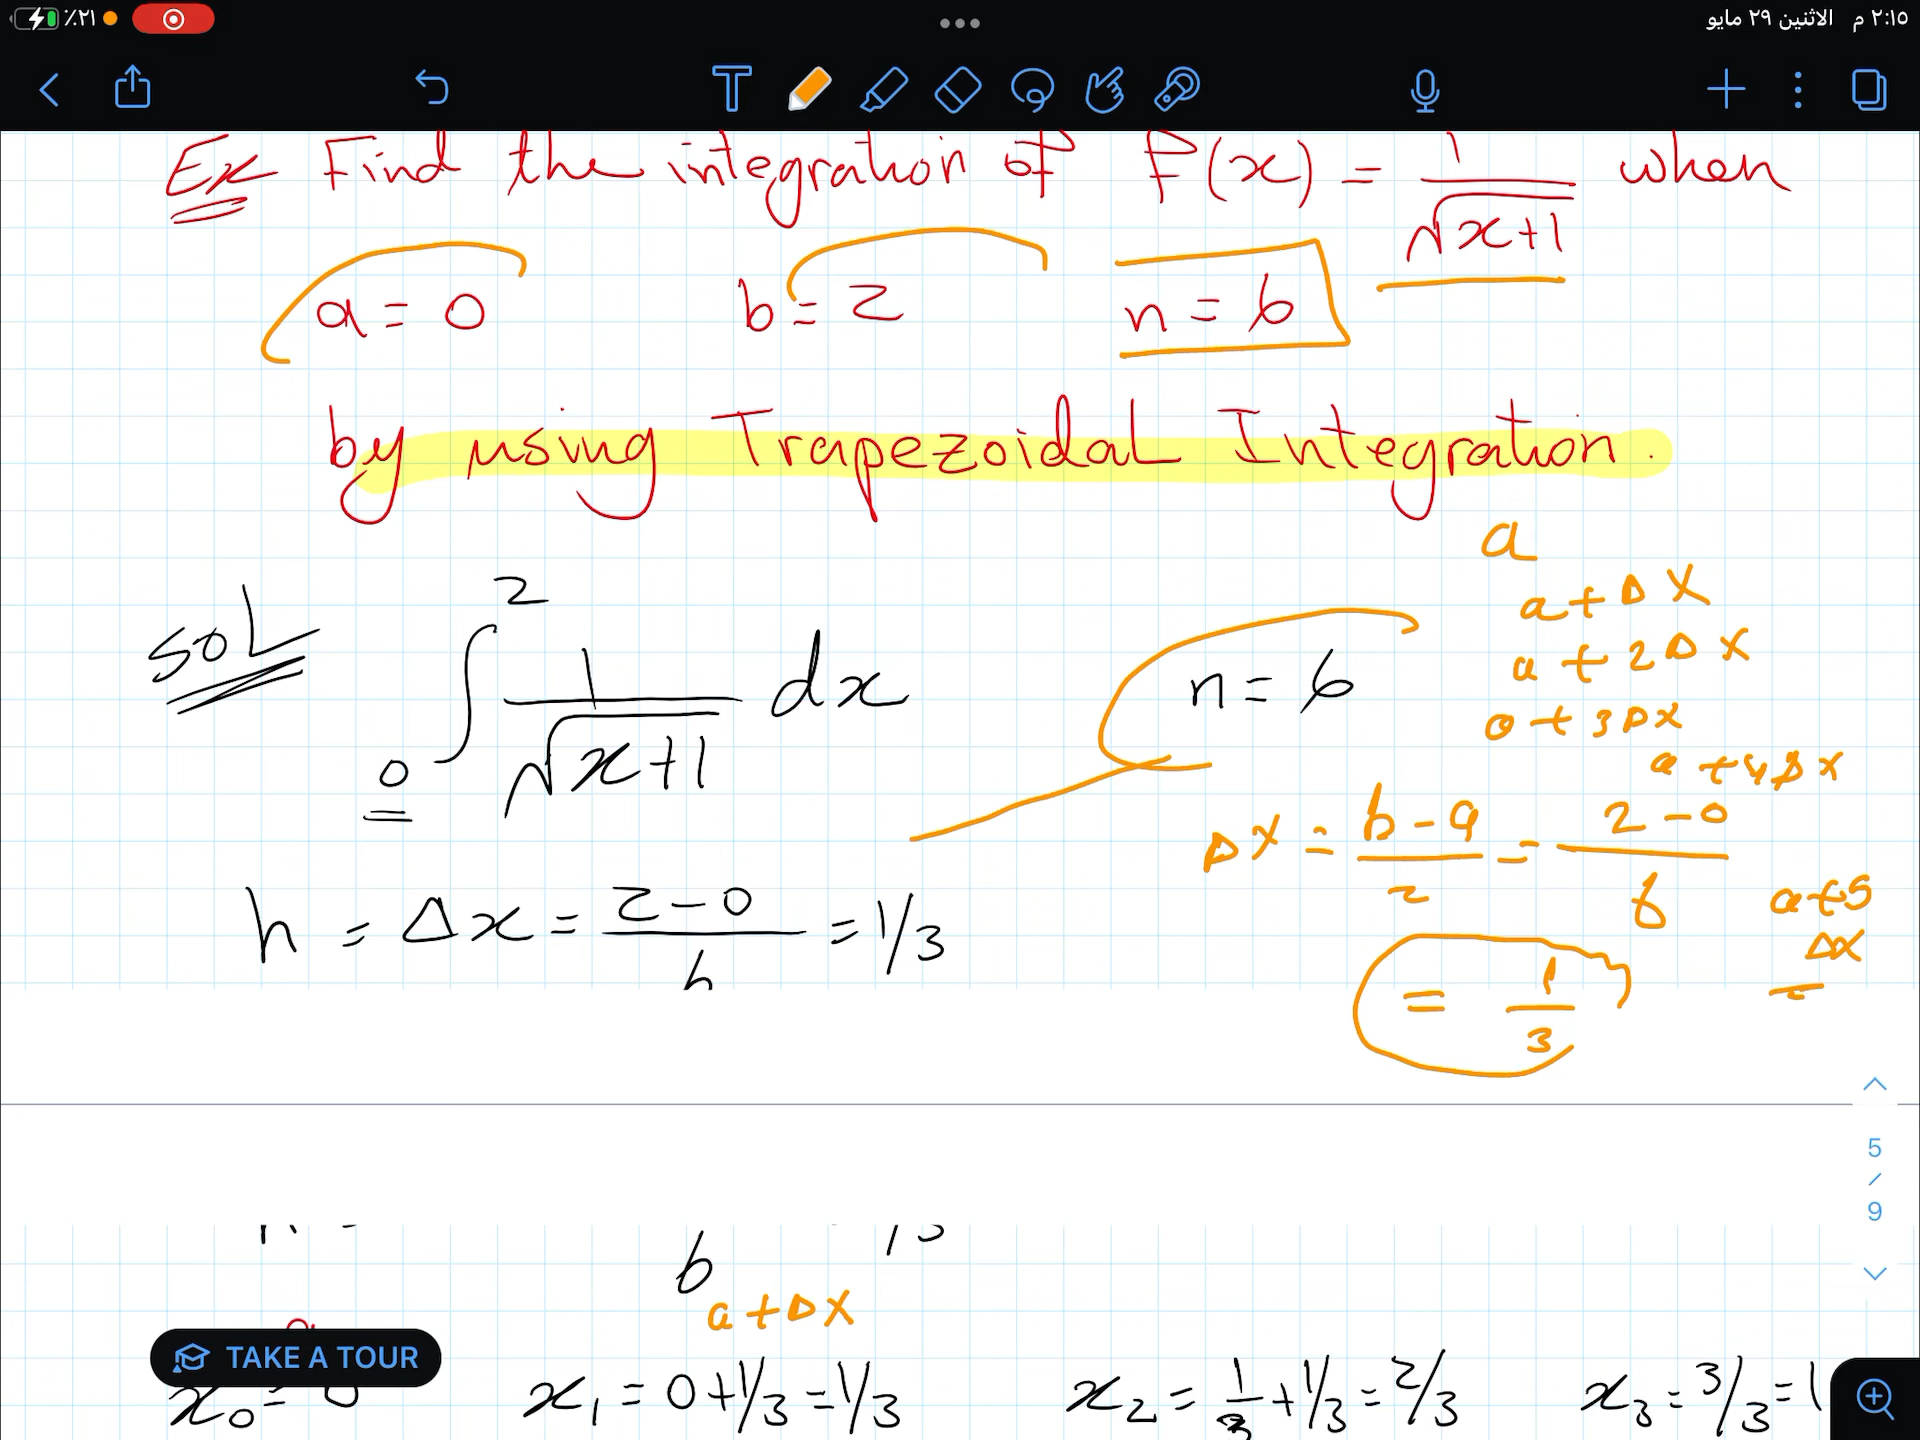 ٪٢١
٢:١٥ م الاثنين ٢٩ مايو
Ex Find the integration of f(x) = 1/√(x+1) when
a = 0 b = 2 n = 6
by using Trapezoidal Integration.
a
a + Δx
a + 2Δx
a + 3Δx
a + 4Δx
a + 5Δx
sol ∫₀² 1/√(x+1) dx n = 6
Δx = (b - a)/2 = (2 - 0)/6
= 1/3
h = Δx = (2 - 0)/6 = 1/3
5
/
9
a + Δx
TAKE A TOUR
x₀ = 0 x₁ = 0 + 1/3 = 1/3 x₂ = 1/3 + 1/3 = 2/3 x₃ = 3/3 = 1